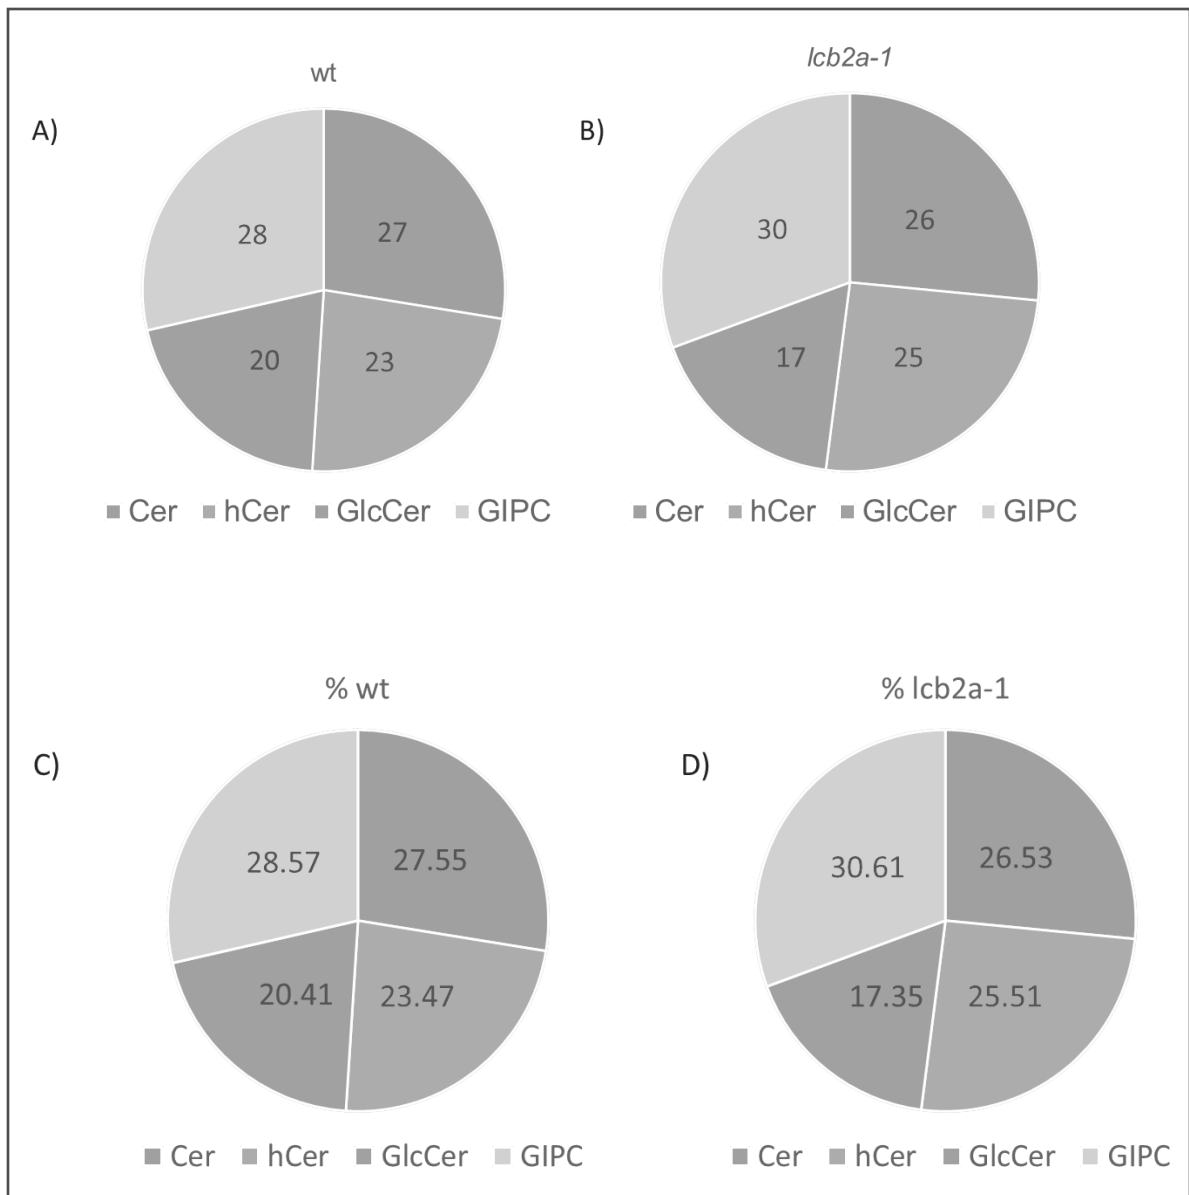 wt
A)
28
27
20
23
Cer hCer GlcCer GIPC
lcb2a-1
B)
30
26
17
25
Cer hCer GlcCer GIPC
% wt
C)
28.57
27.55
20.41
23.47
Cer hCer GlcCer GIPC
% lcb2a-1
D)
30.61
26.53
17.35
25.51
Cer hCer GlcCer GIPC